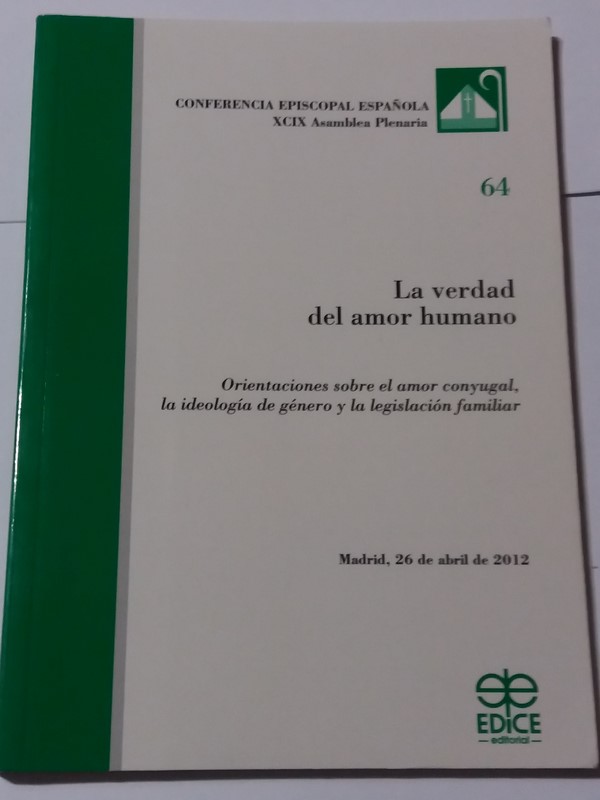 CONFERENCIA EPISCOPAL ESPAÑOLA
XCIX Asamblea Plenaria
64
La verdad
del amor humano
Orientaciones sobre el amor conyugal,
la ideología de género y la legislación familiar
Madrid, 26 de abril de 2012
EDICE
editorial